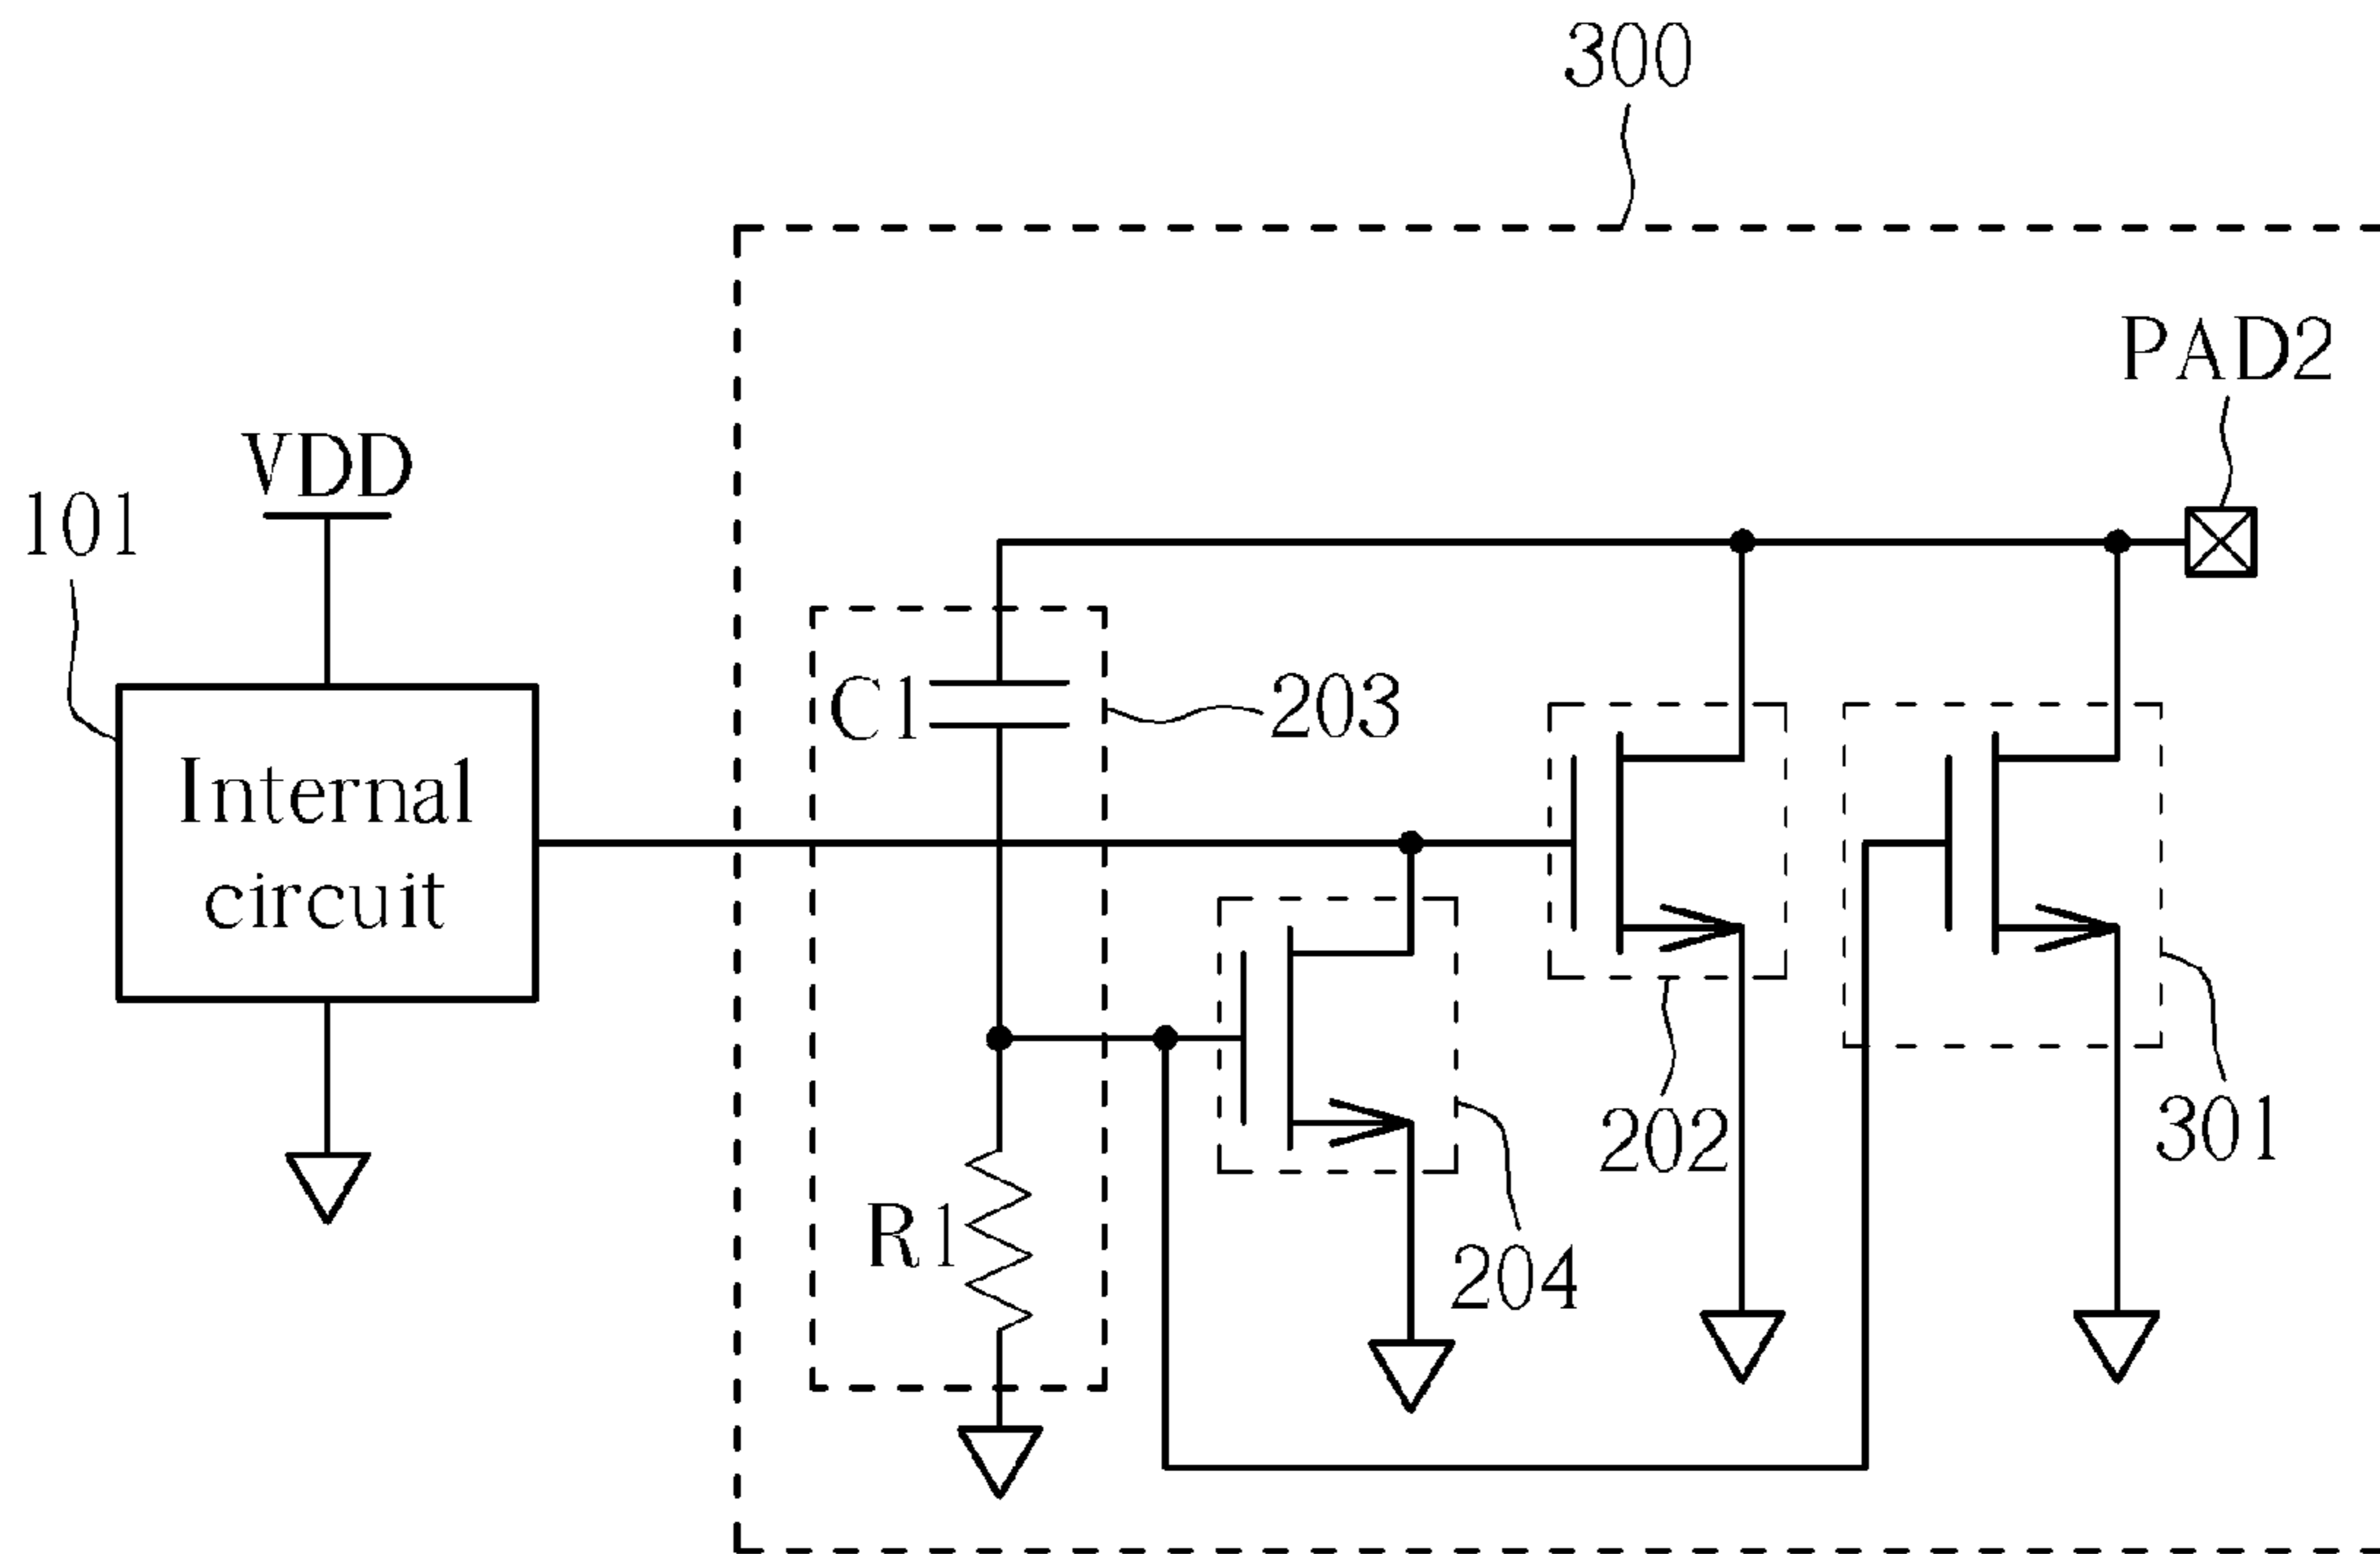 300
PAD2
VDD
101
C1
203
Internal
circuit
202
301
R1
204